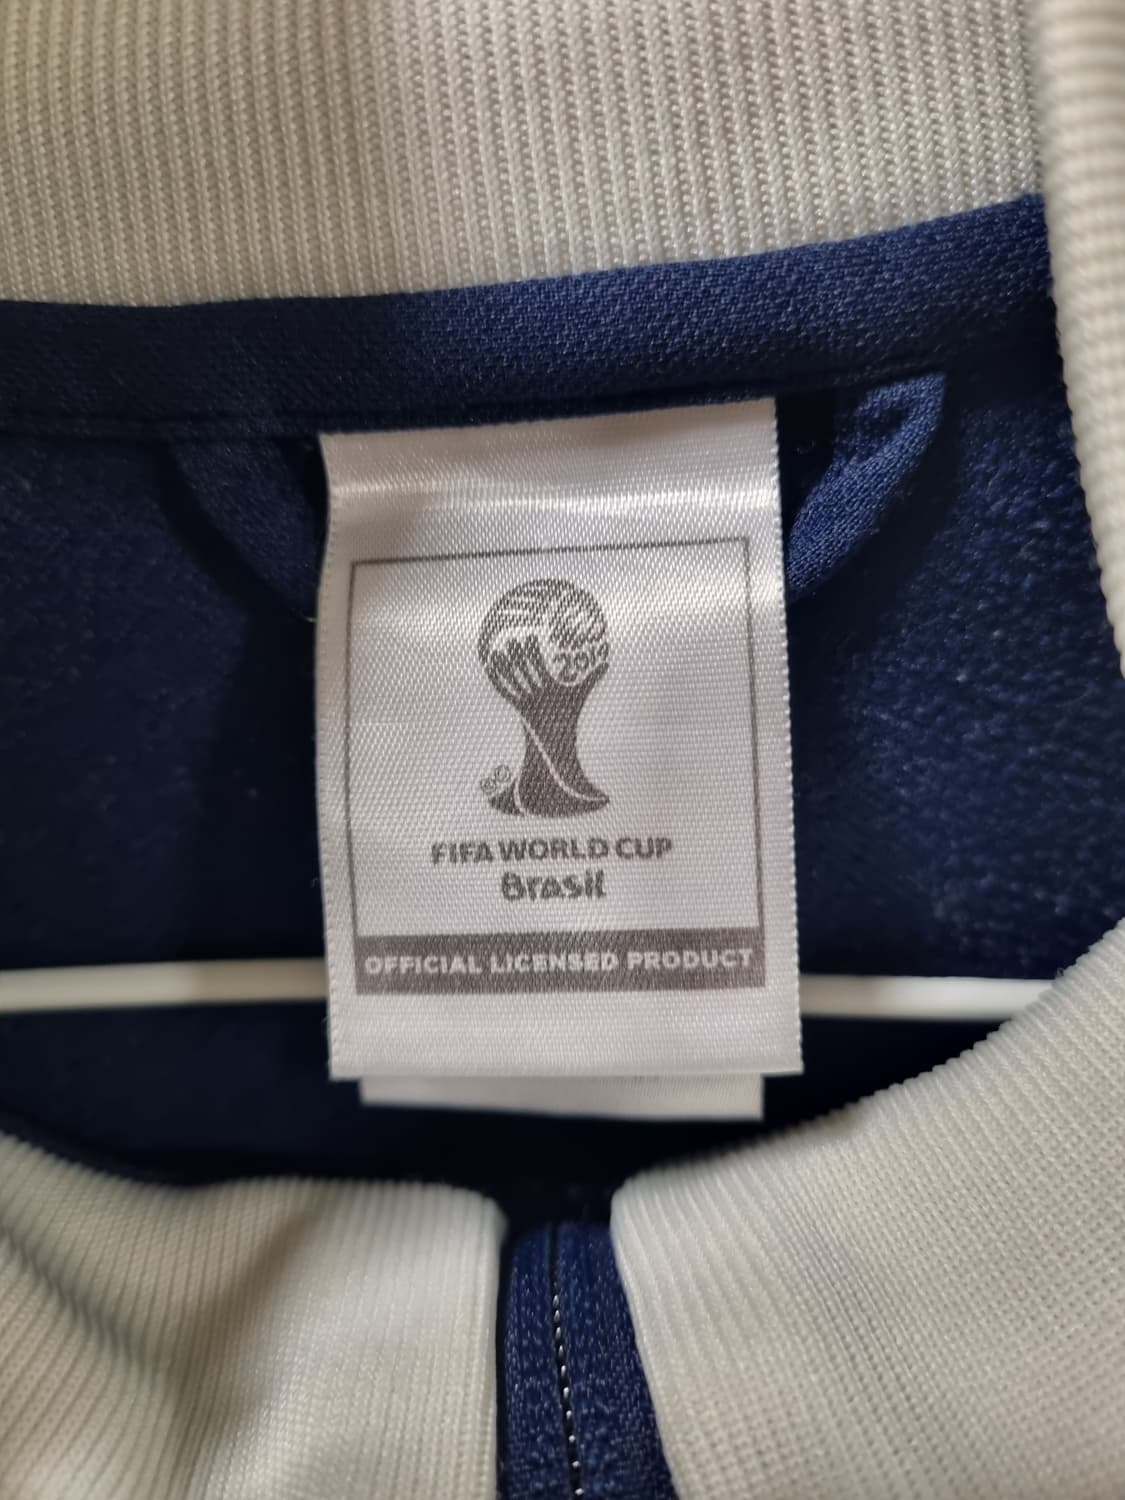 2014
FIFA WORLD CUP
Brasil
OFFICIAL LICENSED PRODUCT